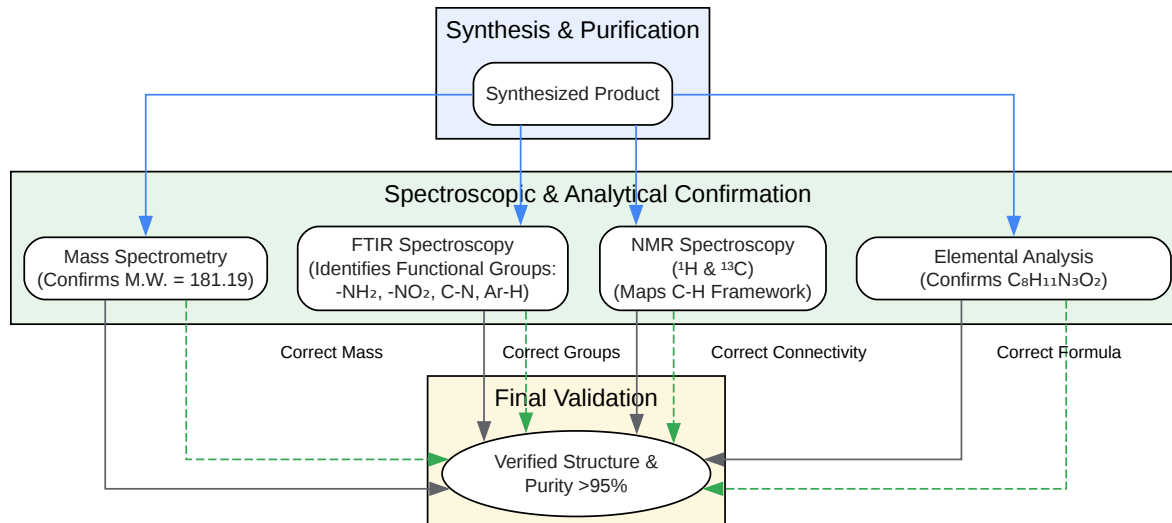 Synthesis & Purification
Synthesized Product
Spectroscopic & Analytical Confirmation
Mass Spectrometry
(Confirms M.W. = 181.19)
FTIR Spectroscopy
(Identifies Functional Groups:
-NH₂, -NO₂, C-N, Ar-H)
NMR Spectroscopy
(¹H & ¹³C)
(Maps C-H Framework)
Elemental Analysis
(Confirms C₈H₁₁N₃O₂)
Correct Mass
Correct Groups
Correct Connectivity
Correct Formula
Final Validation
Verified Structure &
Purity >95%